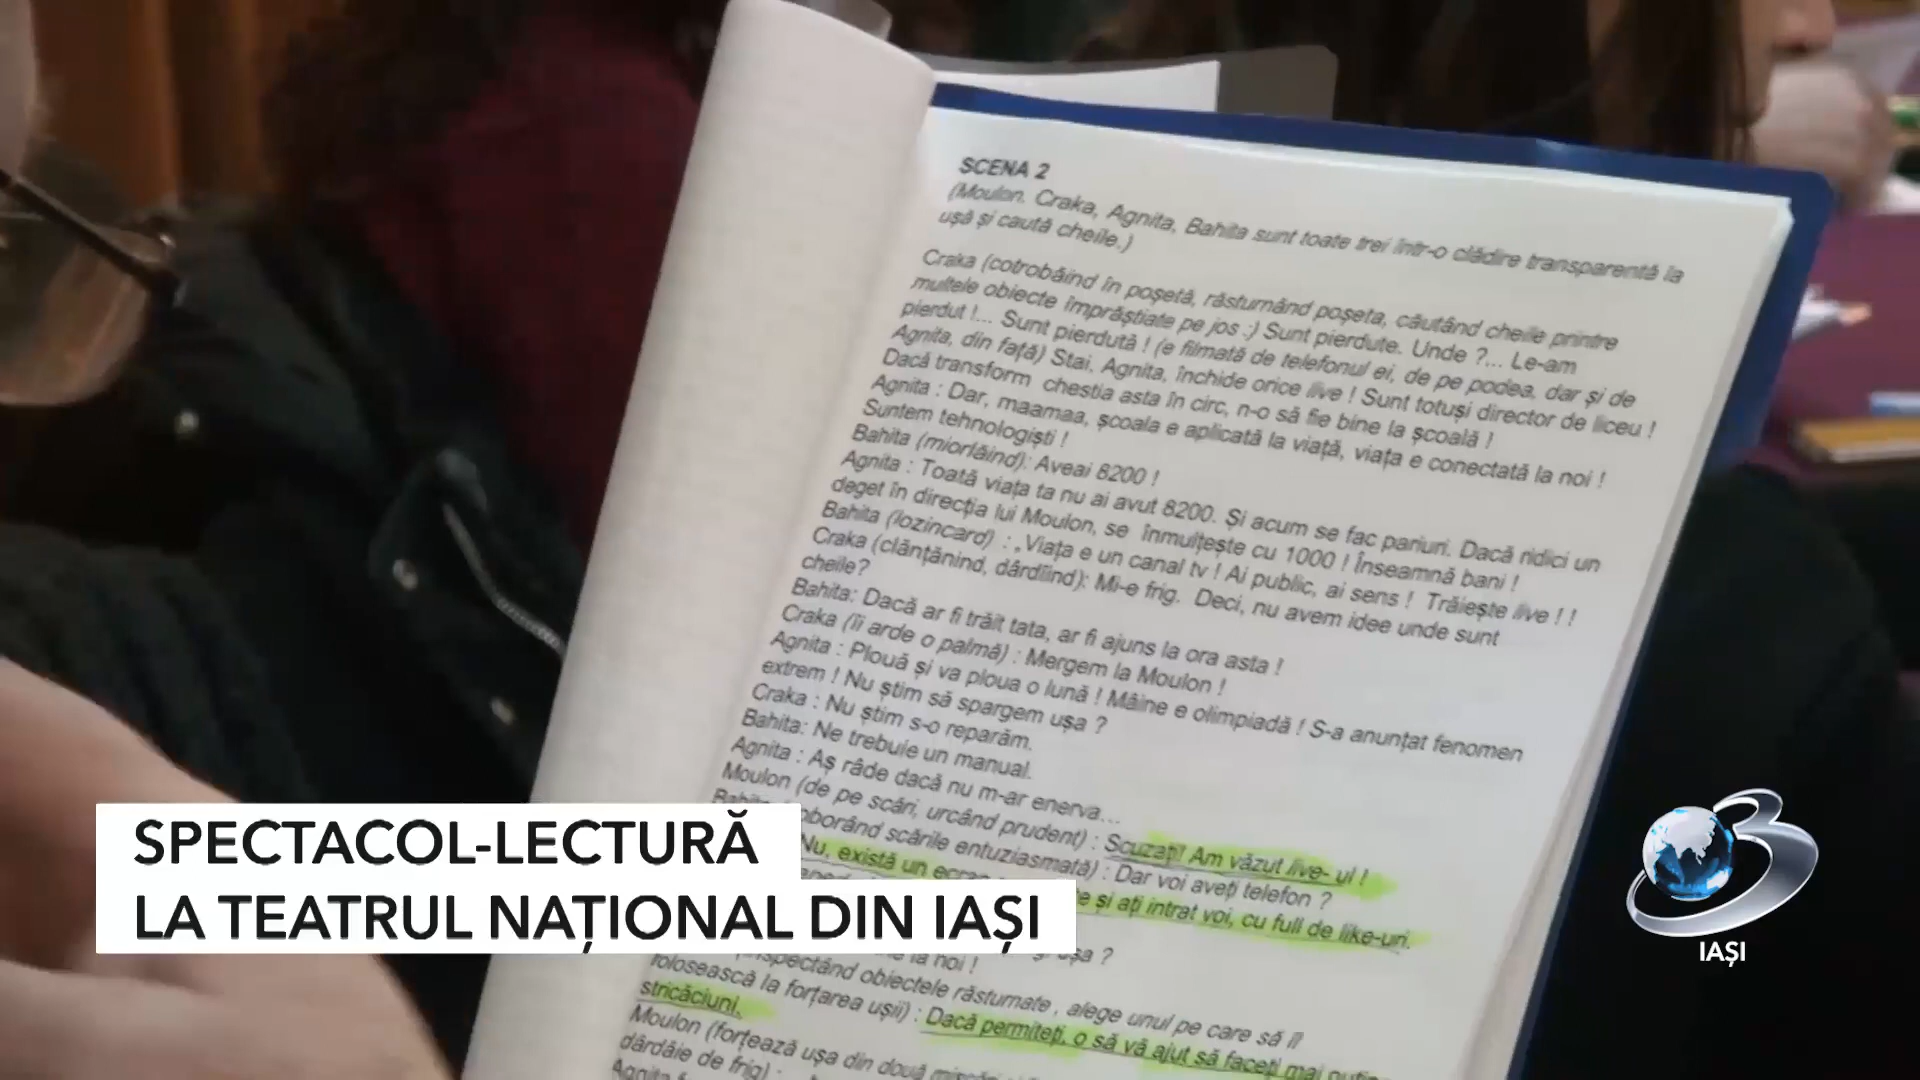 SCENA 2
(Moulon. Craka, Agnita, Bahita sunt toate trei într-o clădire transparentă la
ușă și caută cheile.)
Craka (cotrobăind în poșetă, răsturnând poșeta, căutând cheile printre
multele obiecte împrăștiate pe jos :) Sunt pierdute. Unde ?... Le-am
pierdut !... Sunt pierdută ! (e filmată de telefonul ei, de pe podea, dar și de
Agnita, din față) Stai, Agnita, închide orice live ! Sunt totuși director de liceu !
Dacă transform chestia asta în circ, n-o să fie bine la școală !
Agnita : Dar, maamaa, școala e aplicată la viață, viața e conectată la noi !
Suntem tehnologiști !
Bahita (miorlăind): Aveai 8200 !
Agnita : Toată viața ta nu ai avut 8200. Și acum se fac pariuri. Dacă ridici un
deget în direcția lui Moulon, se înmulțește cu 1000 ! Înseamnă bani !
Bahita (lozincard) : „Viața e un canal tv ! Ai public, ai sens ! Trăiește live ! !
Craka (clănțănind, dârdîind): Mi-e frig. Deci, nu avem idee unde sunt
cheile?
Bahita: Dacă ar fi trăit tata, ar fi ajuns la ora asta !
Craka (îi arde o palmă) : Mergem la Moulon !
Agnita : Plouă și va ploua o lună ! Mâine e olimpiadă ! S-a anunțat fenomen
extrem ! Nu știm să spargem ușa ?
Craka : Nu știm s-o reparăm.
Bahita: Ne trebuie un manual.
Agnita : Aș râde dacă nu m-ar enerva...
Moulon (de pe scări, urcând prudent) : Scuzați! Am văzut live- ul !
scările entuziasmată) : Dar voi aveți telefon ?
Nu, există un și ați intrat voi, cu full de like-uri.
la noi !
obiectele răsturnate , alege unul pe care să îl
folosească la forțarea ușii) : Dacă permiteți, o să vă ajut să faceți mai
stricăciuni.
Moulon (forțează ușa din două
dârdâie de frig) :
SPECTACOL-LECTURĂ
LA TEATRUL NAȚIONAL DIN IAȘI
3
IAȘI